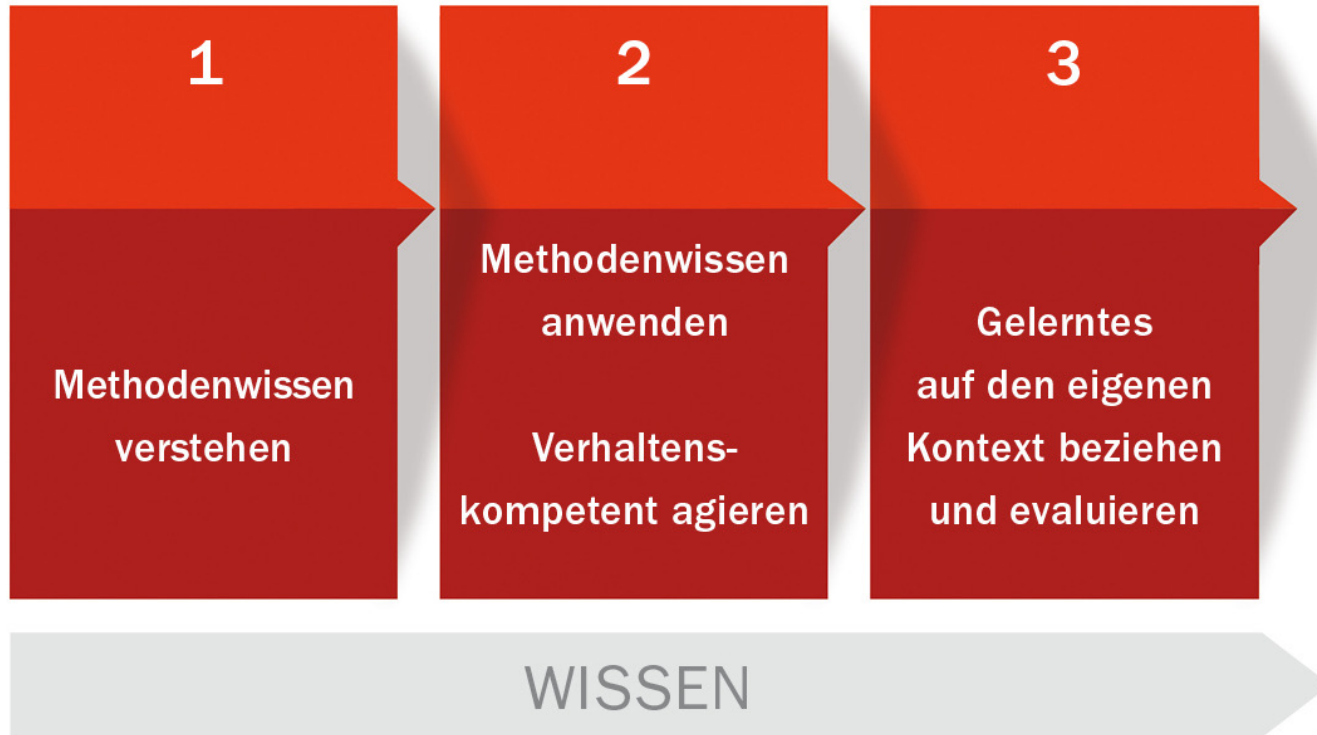 1
Methodenwissen
verstehen
2
Methodenwissen
anwenden
Verhaltens-
kompetent agieren
3
Gelerntes
auf den eigenen
Kontext beziehen
und evaluieren
WISSEN